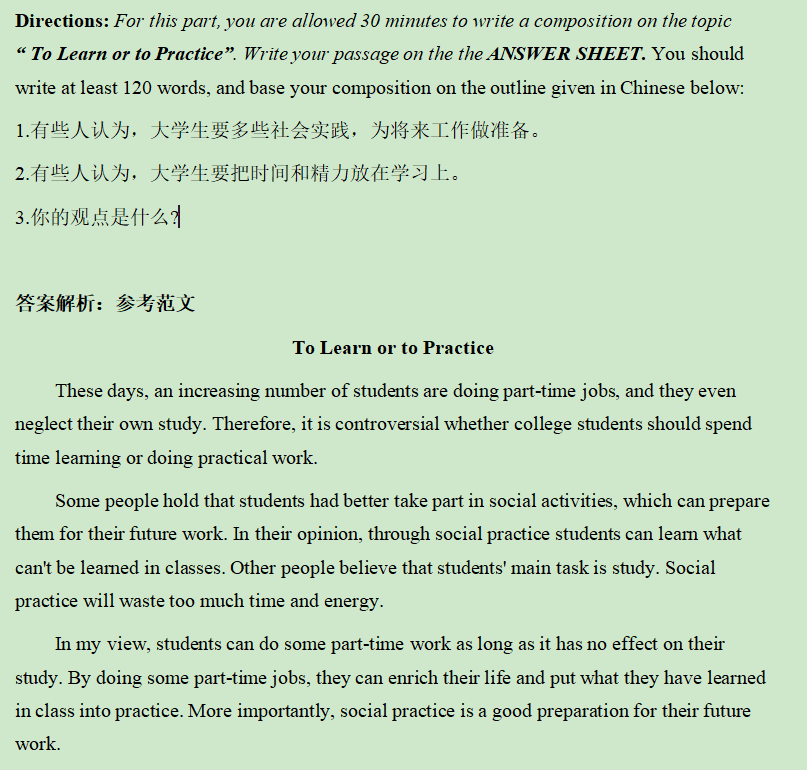 Directions: For this part, you are allowed 30 minutes to write a composition on the topic
“ To Learn or to Practice”. Write your passage on the the ANSWER SHEET. You should
write at least 120 words, and base your composition on the outline given in Chinese below:
1.有些人认为，大学生要多些社会实践，为将来工作做准备。
2.有些人认为，大学生要把时间和精力放在学习上。
3.你的观点是什么?
答案解析：参考范文
To Learn or to Practice
These days, an increasing number of students are doing part-time jobs, and they even
neglect their own study. Therefore, it is controversial whether college students should spend
time learning or doing practical work.
Some people hold that students had better take part in social activities, which can prepare
them for their future work. In their opinion, through social practice students can learn what
can't be learned in classes. Other people believe that students' main task is study. Social
practice will waste too much time and energy.
In my view, students can do some part-time work as long as it has no effect on their
study. By doing some part-time jobs, they can enrich their life and put what they have learned
in class into practice. More importantly, social practice is a good preparation for their future
work.